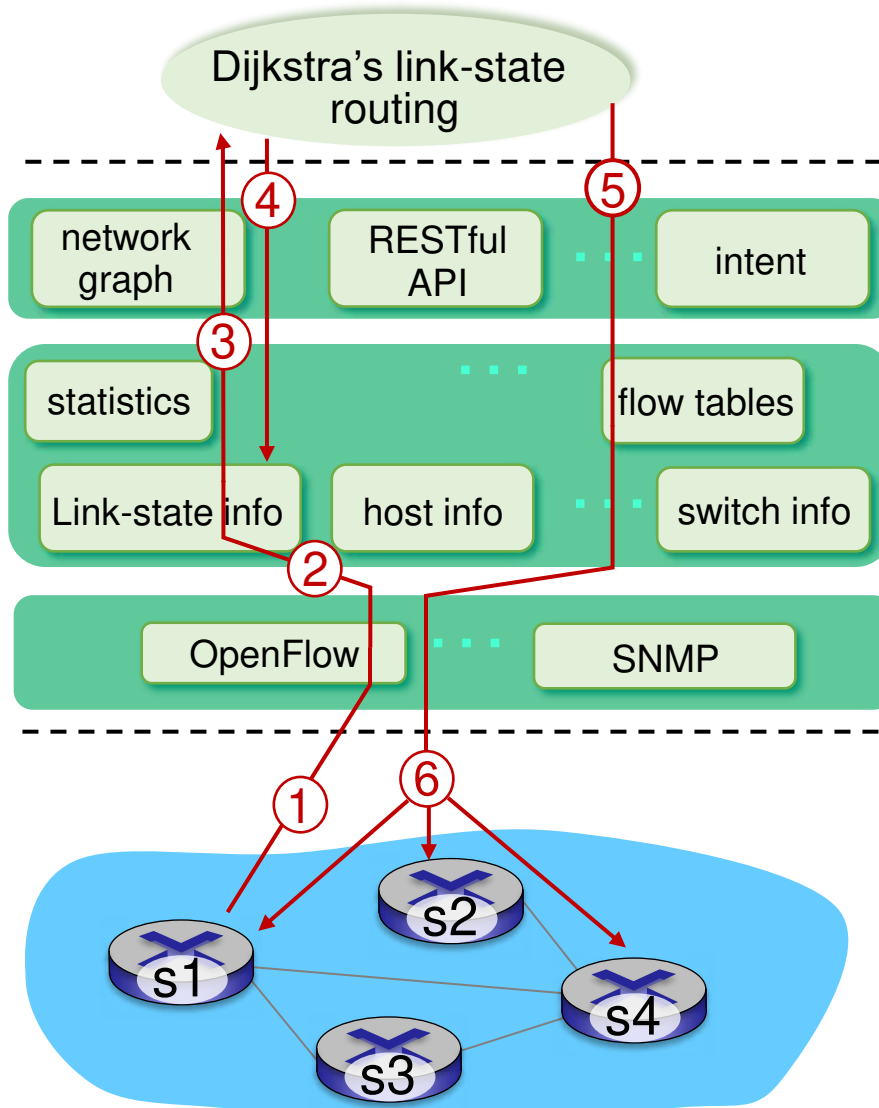 Dijkstra’s link-state
routing
4
5
network
graph
RESTful
API
intent
3
statistics
flow tables
Link-state info
host info
switch info
2
OpenFlow
SNMP
1
6
s2
s1
s4
s3